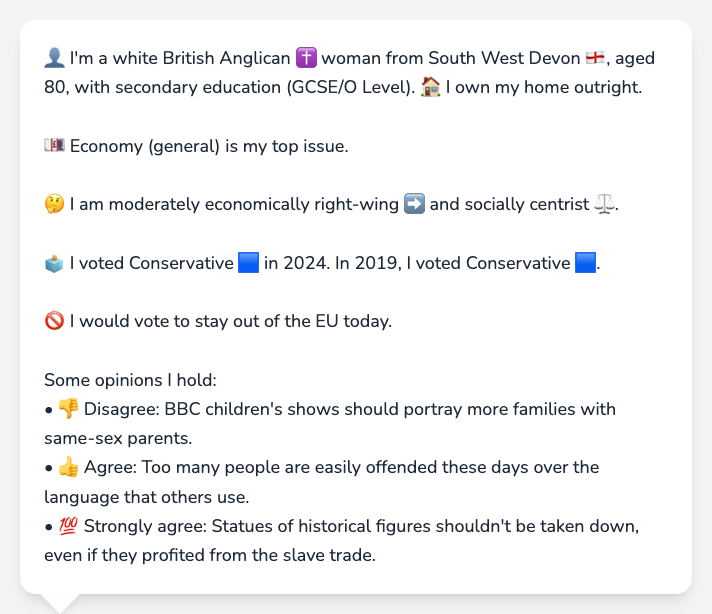 👤 I'm a white British Anglican ✝️ woman from South West Devon 🏴󠁧󠁢󠁥󠁮󠁧󠁿, aged
80, with secondary education (GCSE/O Level). 🏠 I own my home outright.
💷 Economy (general) is my top issue.
🤔 I am moderately economically right-wing ➡️ and socially centrist ⚖️.
🗳️ I voted Conservative 🟦 in 2024. In 2019, I voted Conservative 🟦.
🚫 I would vote to stay out of the EU today.
Some opinions I hold:
• 👎 Disagree: BBC children's shows should portray more families with
same-sex parents.
• 👍 Agree: Too many people are easily offended these days over the
language that others use.
• 💯 Strongly agree: Statues of historical figures shouldn't be taken down,
even if they profited from the slave trade.